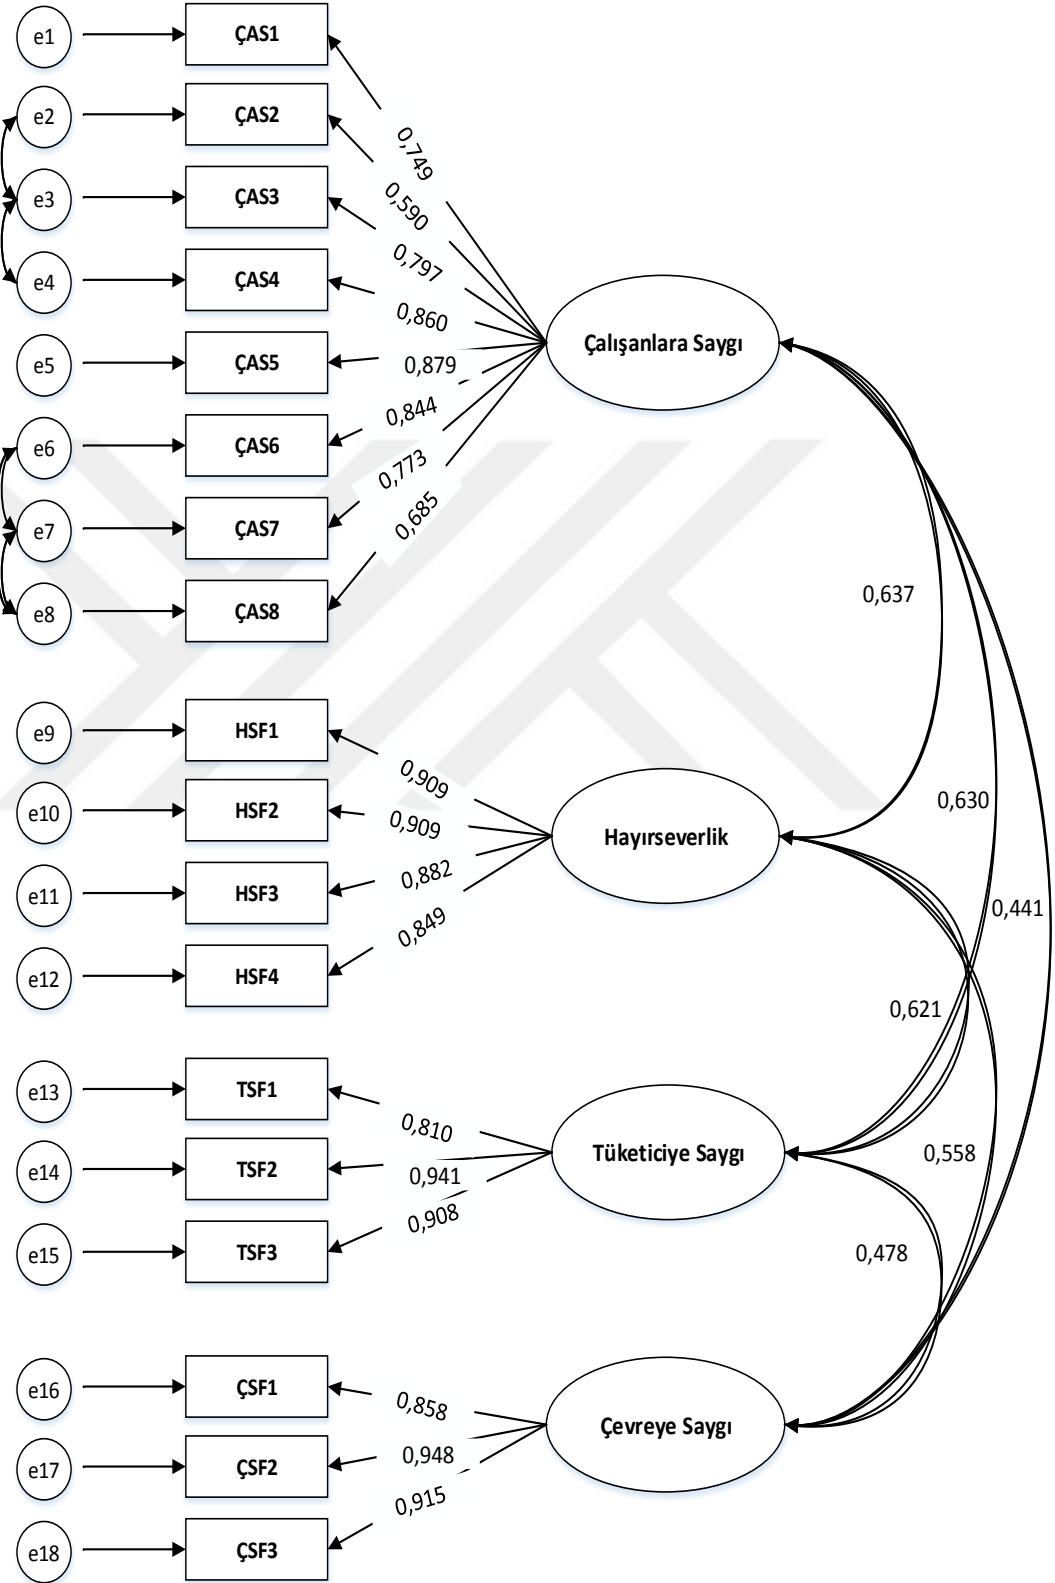 e1
ÇAS1
e2
ÇAS2
e3
ÇAS3
e4
ÇAS4
e5
ÇAS5
e6
ÇAS6
e7
ÇAS7
e8
ÇAS8
0,749
0,590
0,797
0,860
0,879
0,844
0,773
0,685
Çalışanlara Saygı
0,637
e9
HSF1
e10
HSF2
e11
HSF3
e12
HSF4
0,909
0,909
0,882
0,849
Hayırseverlik
0,630
0,441
0,621
e13
TSF1
e14
TSF2
e15
TSF3
0,810
0,941
0,908
Tüketiciye Saygı
0,558
0,478
e16
ÇSF1
e17
ÇSF2
e18
ÇSF3
0,858
0,948
0,915
Çevreye Saygı